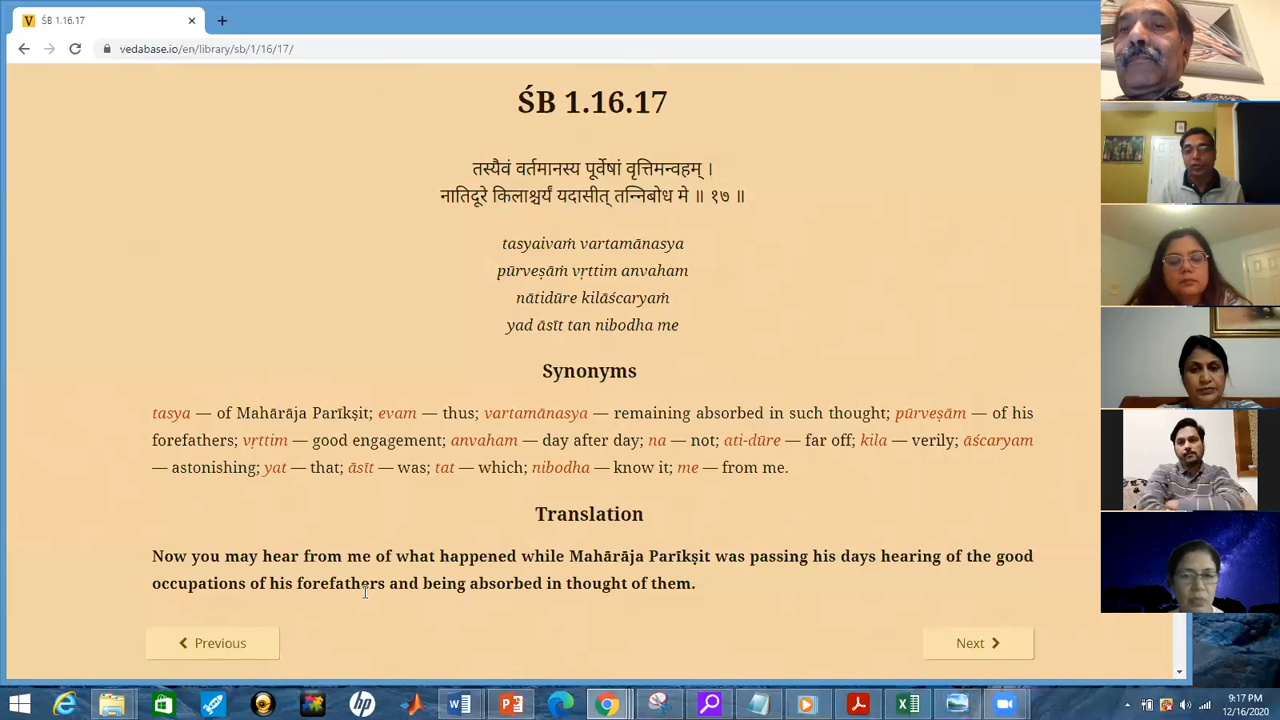 ŚB 1.16.17
vedabase.io/en/library/sb/1/16/17/
ŚB 1.16.17
तस्यैवं वर्तमानस्य पूर्वेषां वृत्तिमन्वहम् ।
नातिदूरे किलाश्चर्यं यदासीत् तन्निबोध मे ॥ १७ ॥
tasyaivaṁ vartamānasya
pūrveṣāṁ vṛttim anvaham
nātidūre kilāścaryaṁ
yad āsīt tan nibodha me
Synonyms
tasya — of Mahārāja Parīkṣit; evam — thus; vartamānasya — remaining absorbed in such thought; pūrveṣām — of his
forefathers; vṛttim — good engagement; anvaham — day after day; na — not; ati-dūre — far off; kila — verily; āścaryam
— astonishing; yat — that; āsīt — was; tat — which; nibodha — know it; me — from me.
Translation
Now you may hear from me of what happened while Mahārāja Parīkṣit was passing his days hearing of the good
occupations of his forefathers and being absorbed in thought of them.
Previous
Next
9:17 PM
12/16/2020